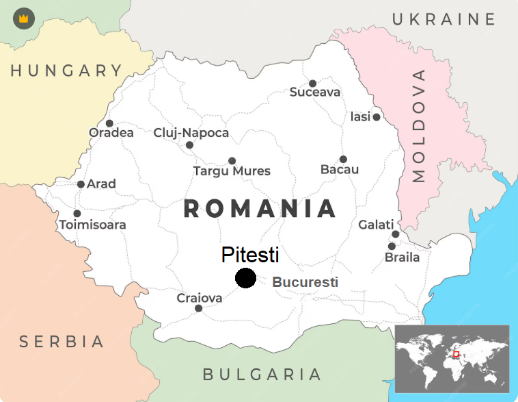 UKRAINE
HUNGARY
Suceava
Iasi
MOLDOVA
Oradea
Cluj-Napoca
Targu Mures
Bacau
Arad
ROMANIA
Toimisoara
Galati
Pitesti
Braila
Bucuresti
Craiova
SERBIA
BULGARIA